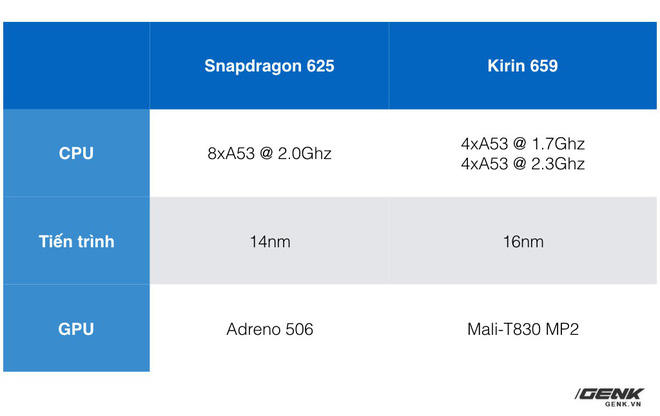 Snapdragon 625
Kirin 659
CPU
8xA53 @ 2.0Ghz
4xA53 @ 1.7Ghz
4xA53 @ 2.3Ghz
Tiến trình
14nm
16nm
GPU
Adreno 506
Mali-T830 MP2
GENK
GENK.VN